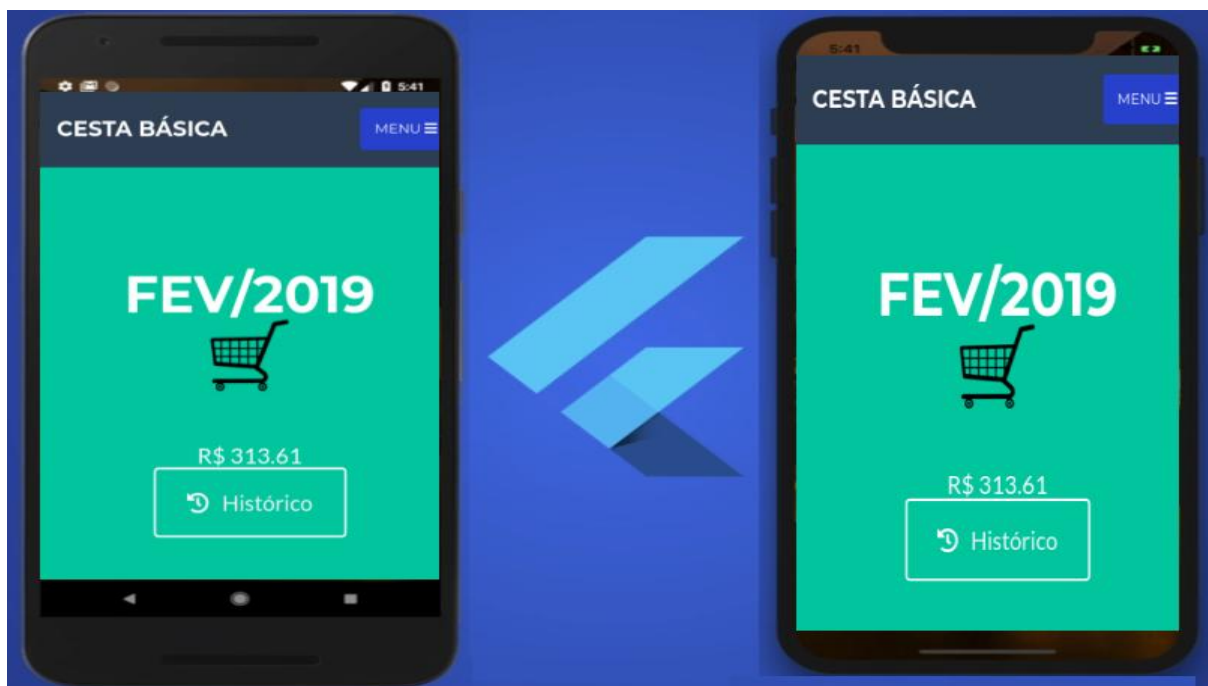 5:41
CESTA BÁSICA
MENU
FEV/2019
R$ 313.61
Histórico
5:41
CESTA BÁSICA
MENU
FEV/2019
R$ 313.61
Histórico